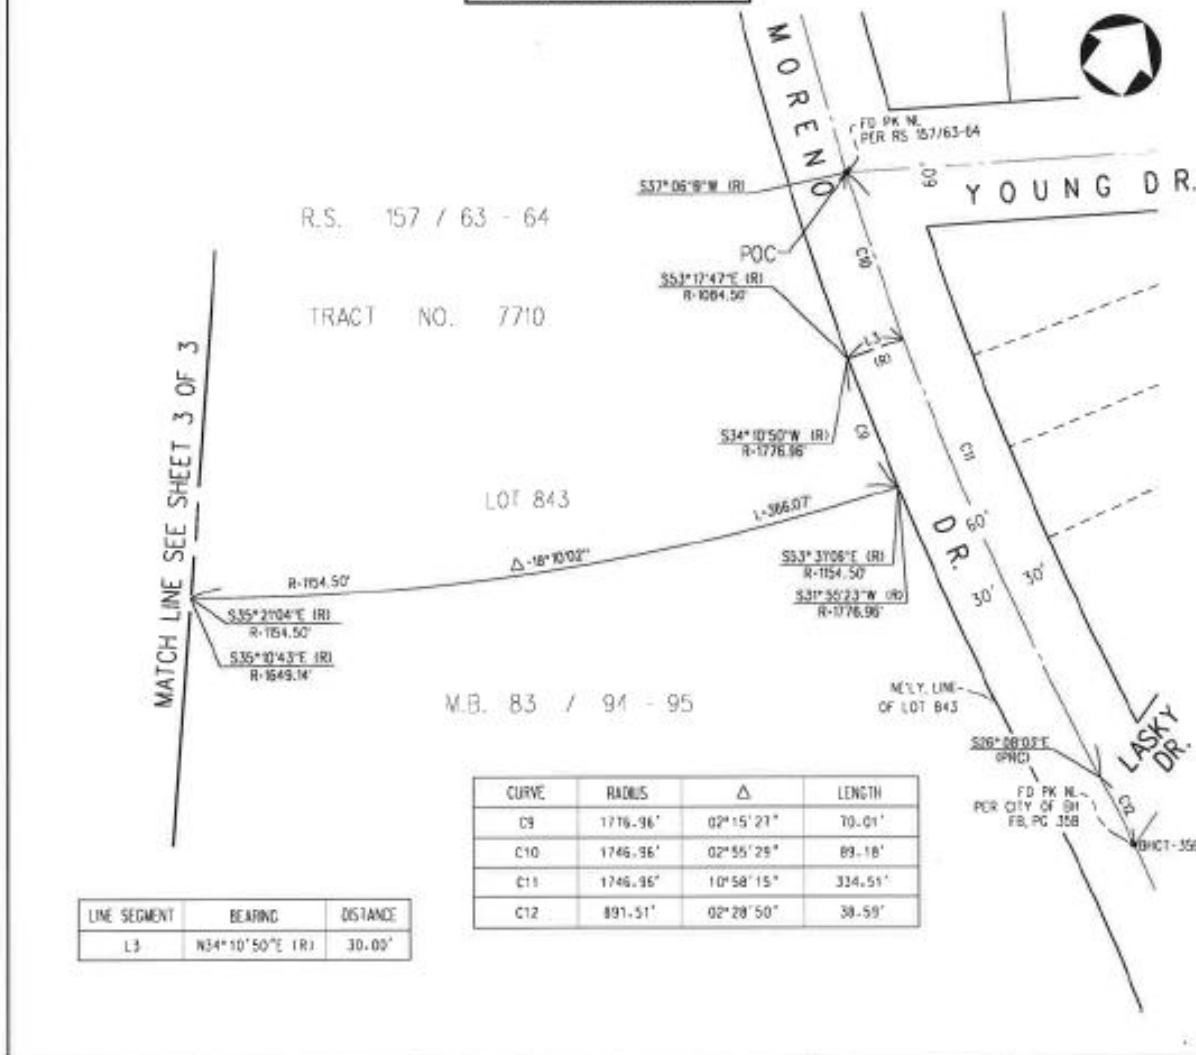 MORENO
FD PK NL
PER RS 157/63-64
S37°06'19"W (R)
60'
YOUNG DR.
R.S. 157 / 63 - 64
POC
C10
S53°17'47"E (R)
R=1084.50'
TRACT NO. 7710
L3
(R)
MATCH LINE SEE SHEET 3 OF 3
S34°10'50"W (R)
R=1776.96'
C9
C11
LOT 843
L=366.07'
DR.
60'
Δ=18°10'02"
S53°31'06"E (R)
R=1154.50'
R=1154.50'
S31°55'23"W (R)
R=1776.96'
30'
30'
S35°21'04"E (R)
R=1154.50'
S35°10'43"E (R)
R=1649.14'
M.B. 83 / 94 - 95
NE'LY. LINE
OF LOT 843
S26°08'03"E
(PRC)
LASKY
DR.
FD PK NL
PER CITY OF BH
FB, PG 358
C12
BHCT-358
CURVE RADIUS Δ LENGTH
C9 1776.96' 02°15'27" 70.01'
C10 1746.96' 02°55'29" 89.18'
C11 1746.96' 10°58'15" 334.51'
C12 891.51' 02°28'50" 38.59'
LINE SEGMENT BEARING DISTANCE
L3 N34°10'50"E (R) 30.00'